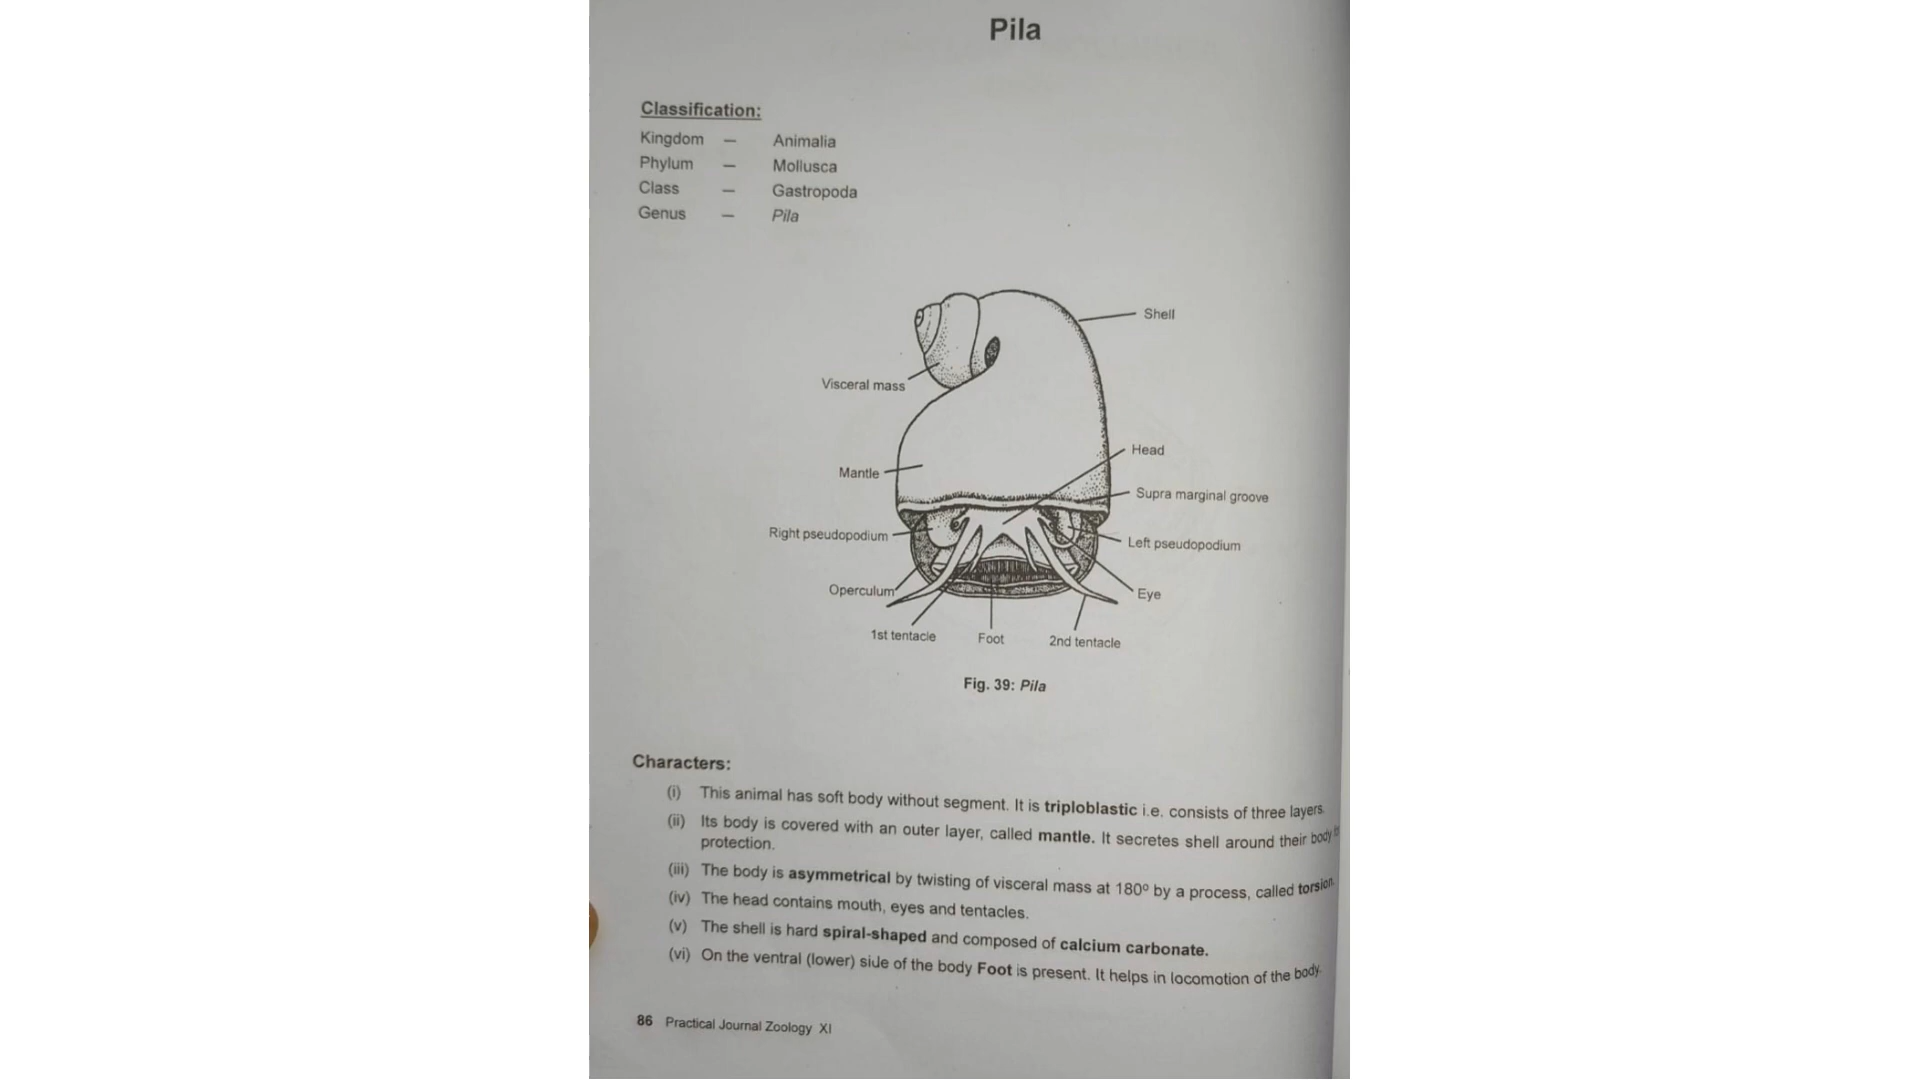 Pila
Classification:
Kingdom — Animalia
Phylum — Mollusca
Class — Gastropoda
Genus — Pila
Shell
Visceral mass
Head
Mantle
Supra marginal groove
Right pseudopodium
Left pseudopodium
Operculum
Eye
1st tentacle
Foot
2nd tentacle
Fig. 39: Pila
Characters:
(i) This animal has soft body without segment. It is triploblastic i.e. consists of three layers.
(ii) Its body is covered with an outer layer, called mantle. It secretes shell around their body
protection.
(iii) The body is asymmetrical by twisting of visceral mass at 180º by a process, called torsion.
(iv) The head contains mouth, eyes and tentacles.
(v) The shell is hard spiral-shaped and composed of calcium carbonate.
(vi) On the ventral (lower) side of the body Foot is present. It helps in locomotion of the body.
86 Practical Journal Zoology XI